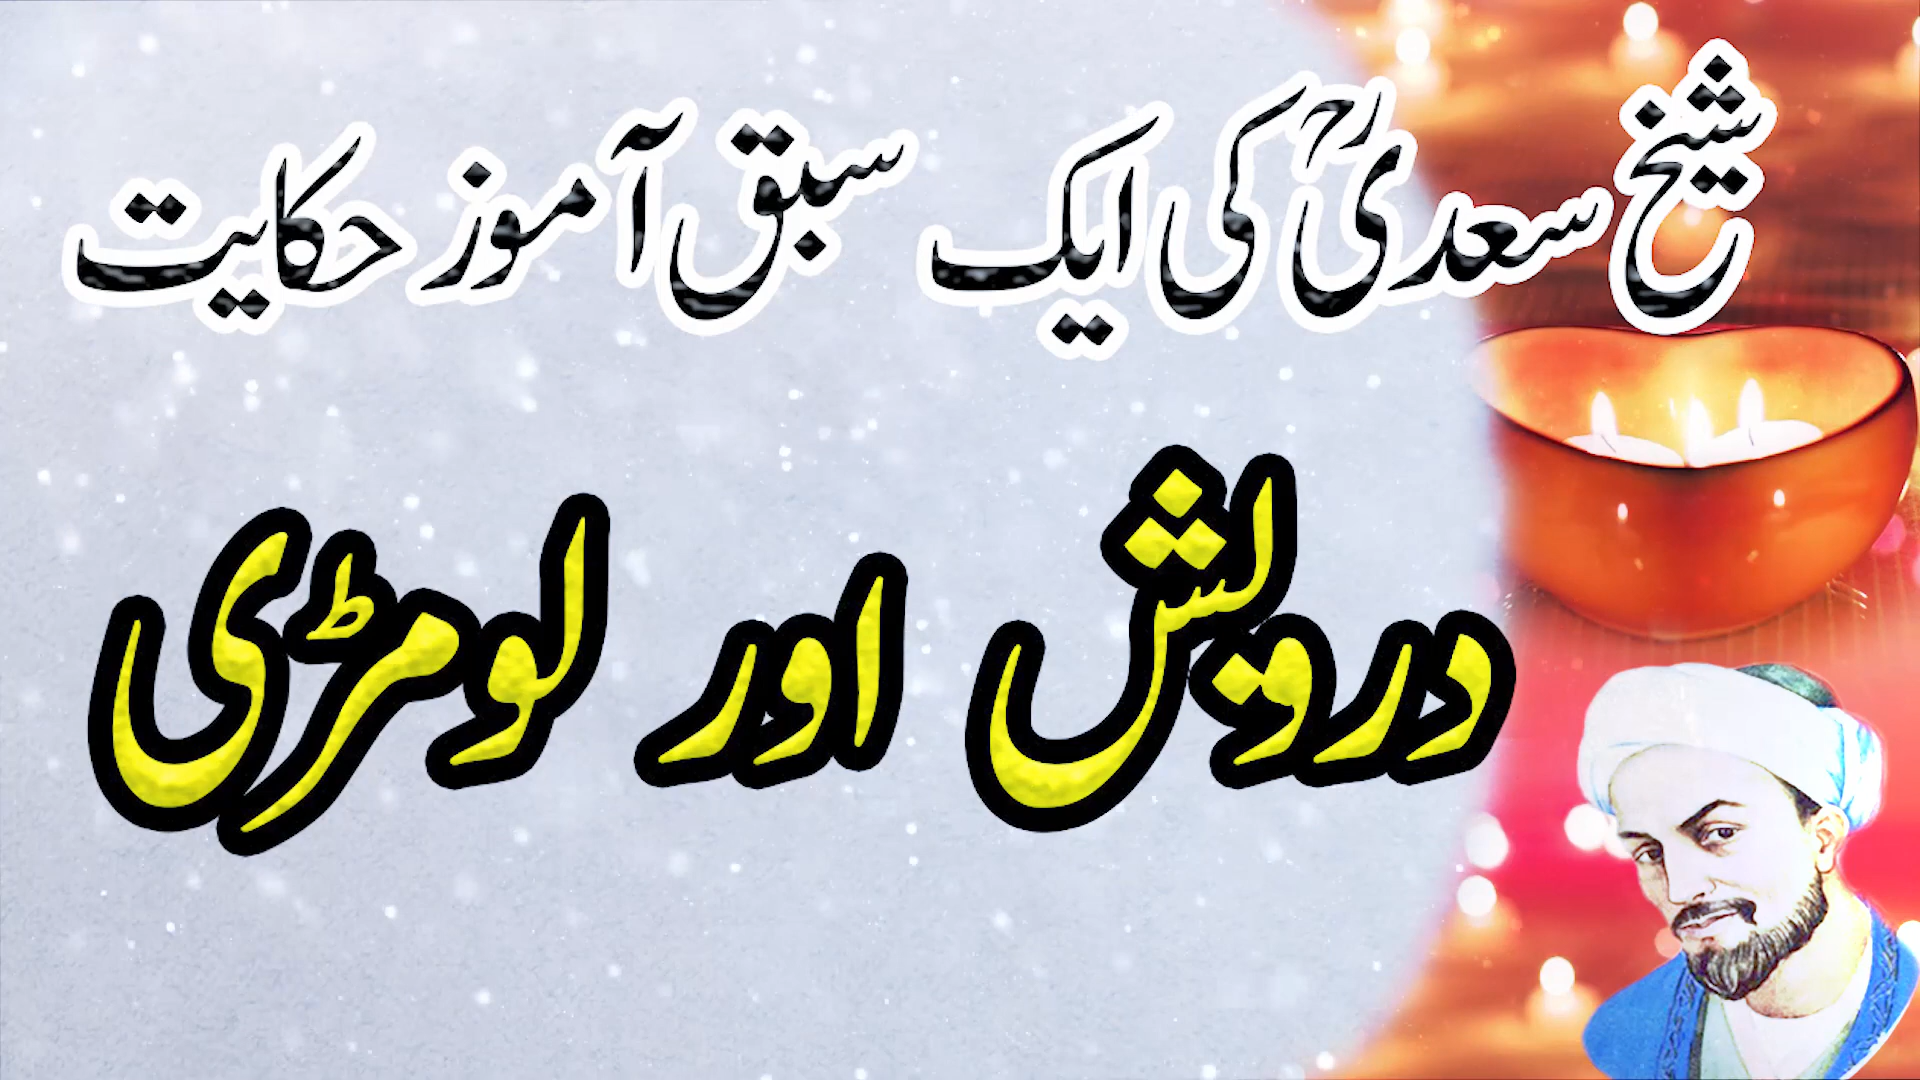 شیخ سعدیؒ کی ایک سبق آموز حکایت
درویش اور لومڑی